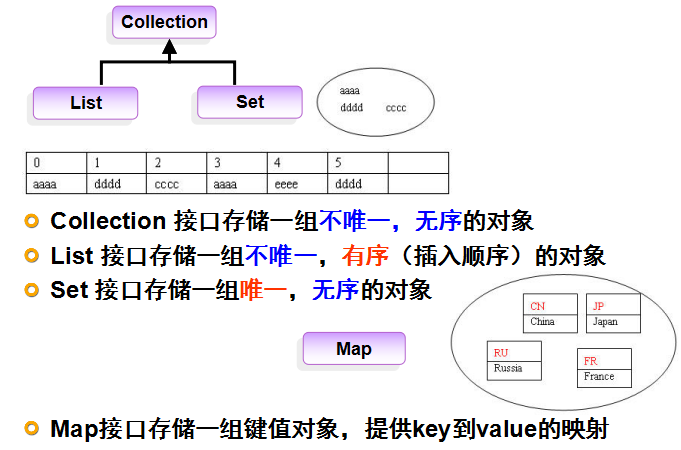 Collection
List
Set
aaaa
dddd cccc
0 1 2 3 4 5
aaaa dddd cccc aaaa eeee dddd
Collection 接口存储一组不唯一，无序的对象
List 接口存储一组不唯一，有序（插入顺序）的对象
Set 接口存储一组唯一，无序的对象
CN JP
China Japan
Map
RU
Russia
FR
France
Map接口存储一组键值对象，提供key到value的映射